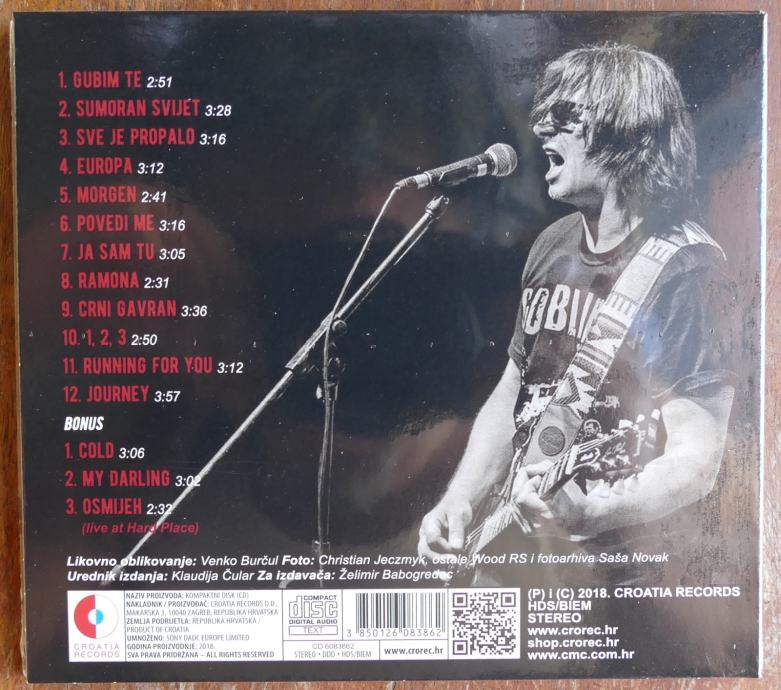 1. GUBIM TE 2:51
2. SUMORAN SVIJET 3:28
3. SVE JE PROPALO 3:16
4. EUROPA 3:12
5. MORGEN 2:41
6. POVEDI ME 3:16
7. JA SAM TU 3:05
8. RAMONA 2:31
9. CRNI GAVRAN 3:36
10. 1, 2, 3 2:50
11. RUNNING FOR YOU 3:12
12. JOURNEY 3:57
BONUS
1. COLD 3:06
2. MY DARLING 3:02
3. OSMIJEH 2:32
(live at Hard Place)
Likovno oblikovanje: Venko Burčul Foto: Christian Jeczmyk, ostale Wood RS i fotoarhiva Saša Novak
Urednik izdanja: Klaudija Čular Za izdavača: Želimir Babogredac
CROATIA
RECORDS
NAZIV PROIZVODA: KOMPAKTNI DISK (CD)
NAKLADNIK / PROIZVOĐAČ: CROATIA RECORDS D.D.,
MAKARSKA 3, 10040 ZAGREB, REPUBLIKA HRVATSKA
ZEMLJA PODRIJETLA: REPUBLIKA HRVATSKA /
PRODUCT OF CROATIA
UMNOŽENO: SONY DADC EUROPE LIMITED
GODINA PROIZVODNJE: 2018.
SVA PRAVA PRIDRŽANA – ALL RIGHTS RESERVED
COMPACT
disc
DIGITAL AUDIO
TEXT
CD 6083862
STEREO • DDD • HDS/BIEM
3 850126 083862
www.crorec.hr
(P) i (C) 2018. CROATIA RECORDS
HDS/BIEM
STEREO
www.crorec.hr
shop.crorec.hr
www.cmc.com.hr